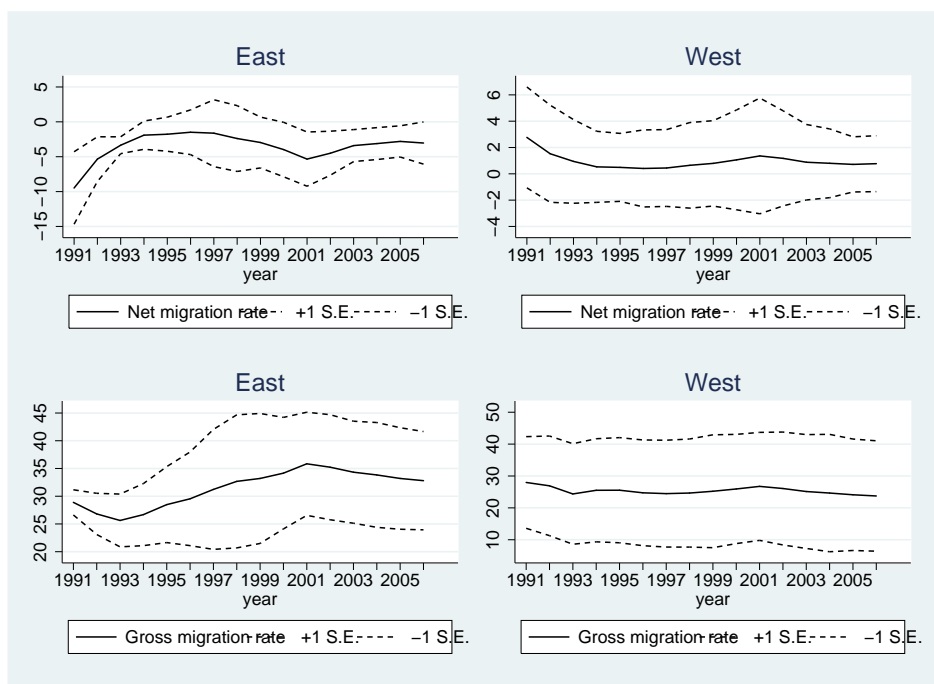 East
5
0
−5
−10
−15
1991 1993 1995 1997 1999 2001 2003 2005
year
Net migration rate +1 S.E. −1 S.E.
West
6
4
2
0
−2
−4
1991 1993 1995 1997 1999 2001 2003 2005
year
Net migration rate +1 S.E. −1 S.E.
East
45
40
35
30
25
20
1991 1993 1995 1997 1999 2001 2003 2005
year
Gross migration rate +1 S.E. −1 S.E.
West
50
40
30
20
10
1991 1993 1995 1997 1999 2001 2003 2005
year
Gross migration rate +1 S.E. −1 S.E.